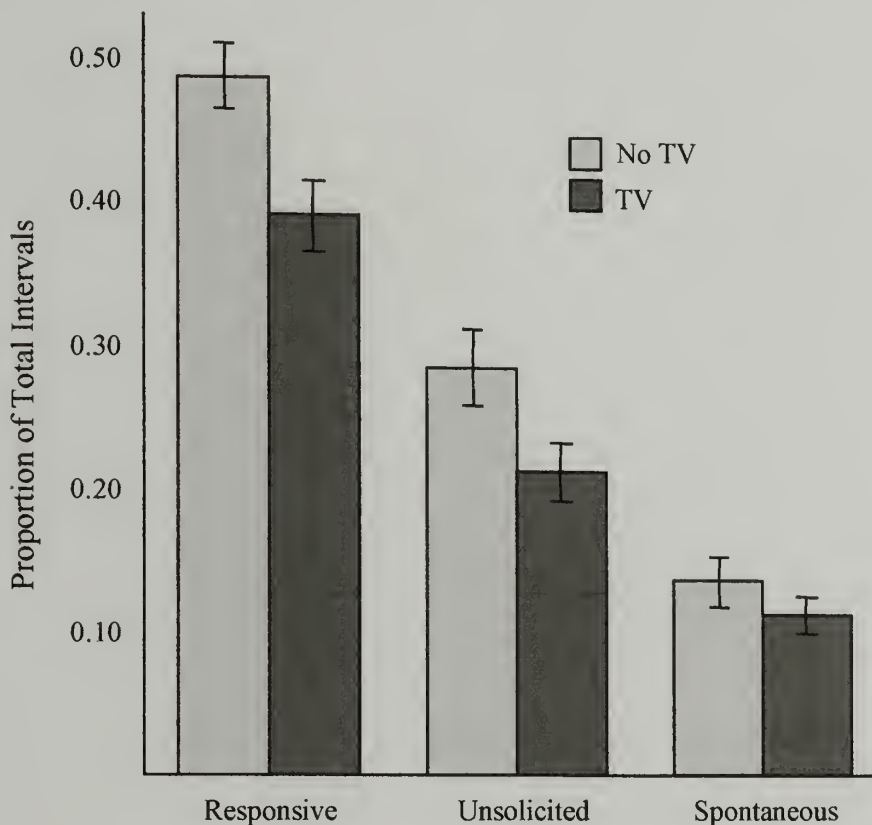 Proportion of Total Intervals
0.50
0.40
0.30
0.20
0.10
No TV
TV
Responsive
Unsolicited
Spontaneous